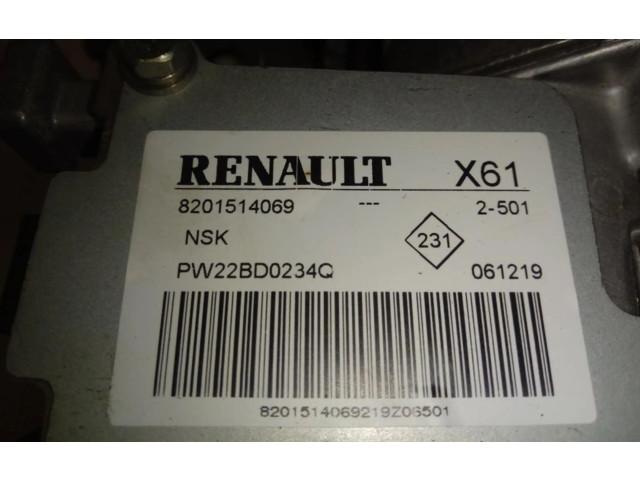 RENAULT X61
8201514069 --- 2-501
NSK 231
PW22BD0234Q 061219
8201514069219Z06501